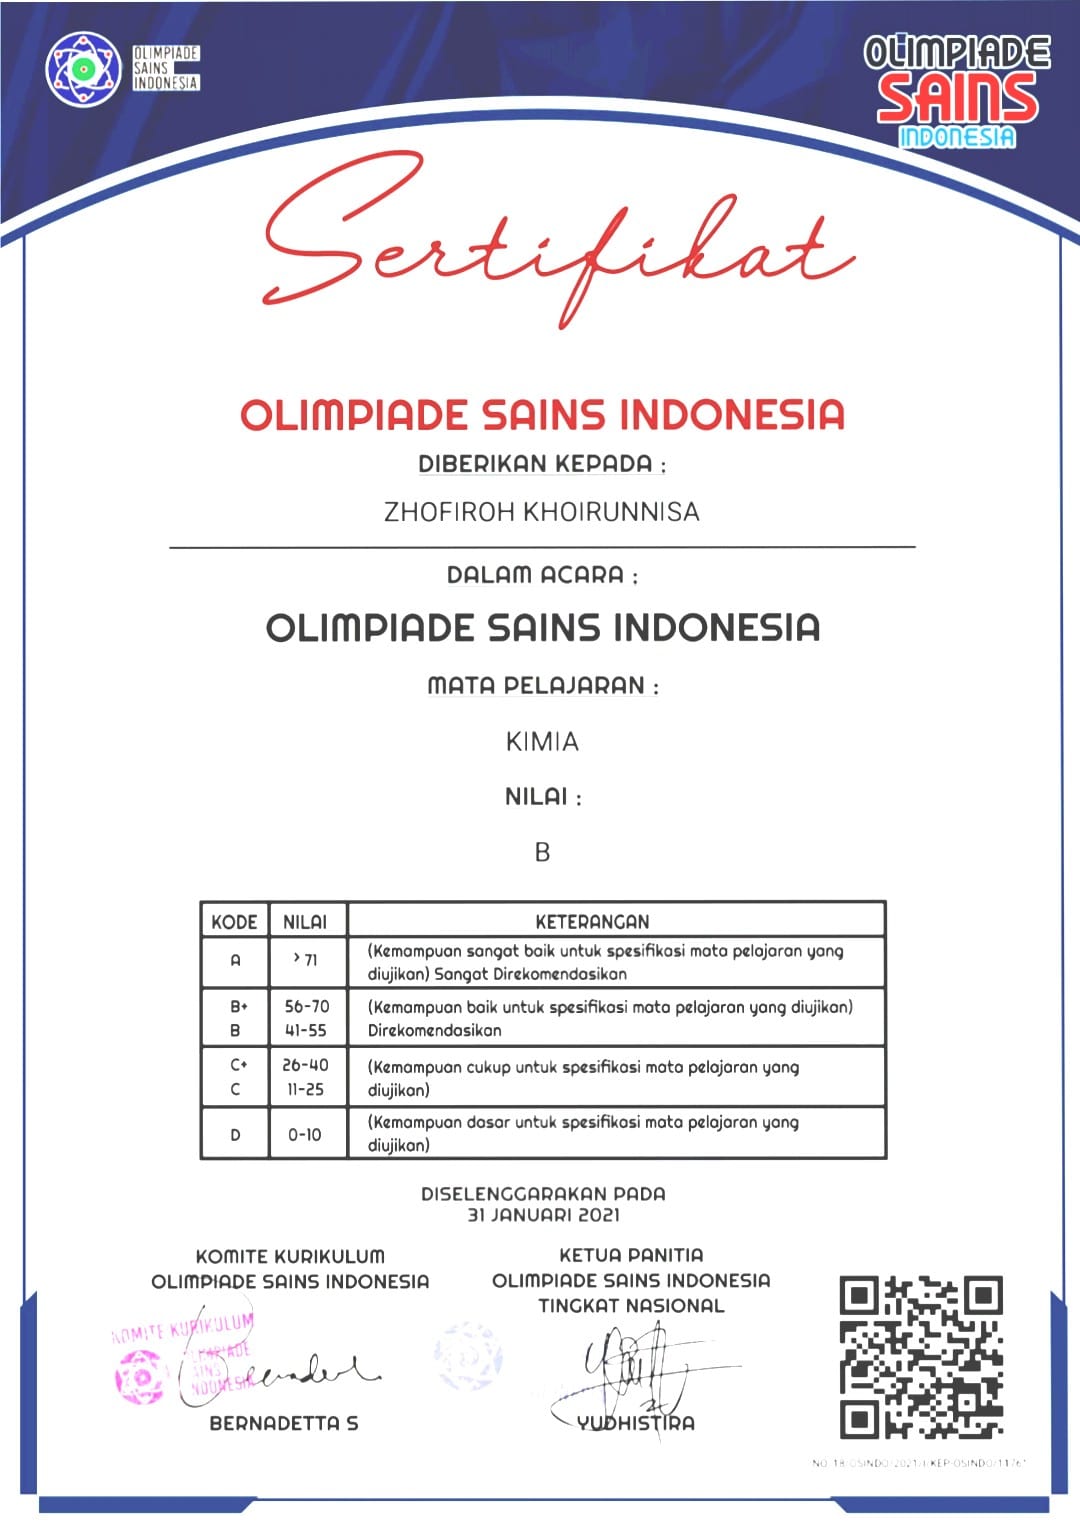 OLIMPIADE
SAINS
INDONESIA
OLIMPIADE
SAINS
INDONESIA
Sertifikat
OLIMPIADE SAINS INDONESIA
DIBERIKAN KEPADA :
ZHOFIROH KHOIRUNNISA
DALAM ACARA :
OLIMPIADE SAINS INDONESIA
MATA PELAJARAN :
KIMIA
NILAI :
B
KODE NILAI KETERANGAN
A > 71 (Kemampuan sangat baik untuk spesifikasi mata pelajaran yang
diujikan) Sangat Direkomendasikan
B+ 56-70 (Kemampuan baik untuk spesifikasi mata pelajaran yang diujikan)
B 41-55 Direkomendasikan
C+ 26-40 (Kemampuan cukup untuk spesifikasi mata pelajaran yang
C 11-25 diujikan)
D 0-10 (Kemampuan dasar untuk spesifikasi mata pelajaran yang
diujikan)
DISELENGGARAKAN PADA
31 JANUARI 2021
KOMITE KURIKULUM
OLIMPIADE SAINS INDONESIA
KETUA PANITIA
OLIMPIADE SAINS INDONESIA
TINGKAT NASIONAL
KOMITE KURIKULUM
OLIMPIADE
SAINS
INDONESIA
BERNADETTA S
YUDHISTIRA
NO. 18/OSINDO/2021/I/KEP-OSINDO/